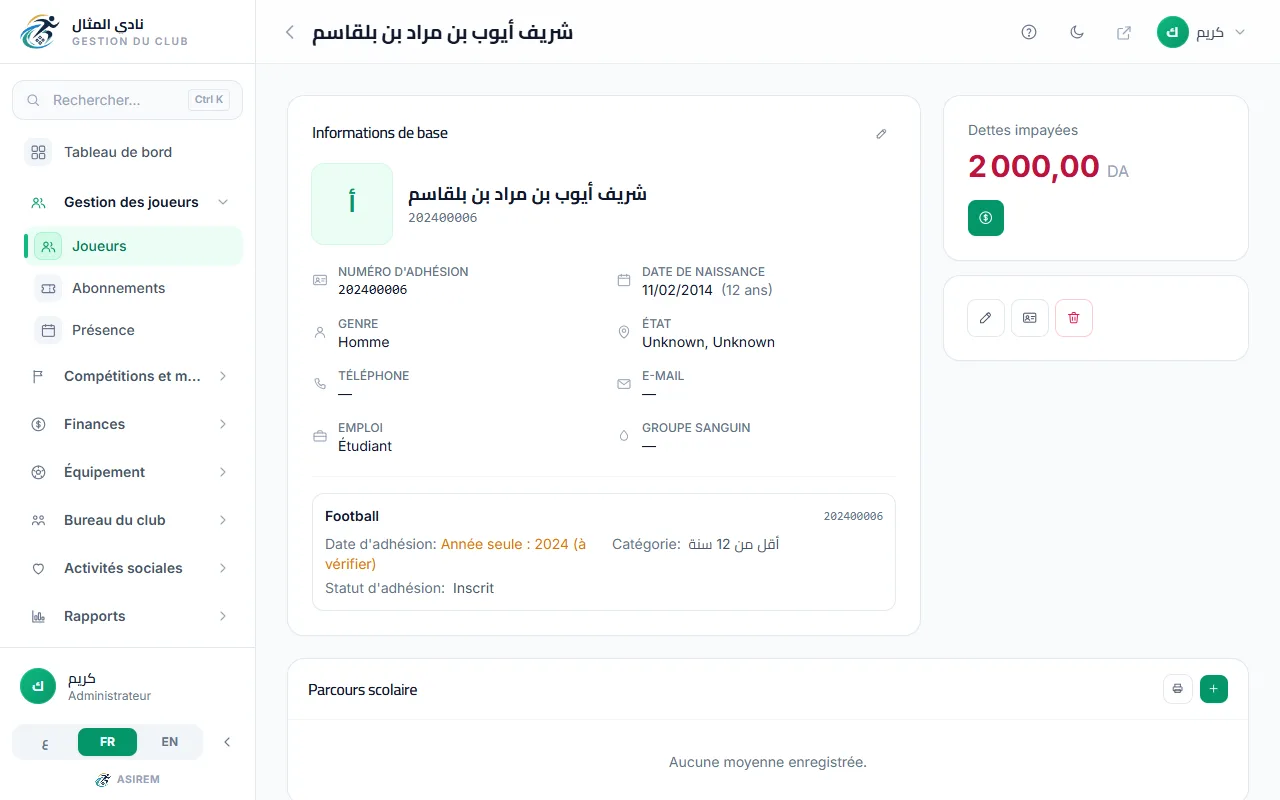 نادي المثال
GESTION DU CLUB
Rechercher...
Ctrl K
Tableau de bord
Gestion des joueurs
Joueurs
Abonnements
Présence
Compétitions et m...
Finances
Équipement
Bureau du club
Activités sociales
Rapports
ك
كريم
Administrateur
ع
FR
EN
ASIREM
شريف أيوب بن مراد بن بلقاسم
ك
كريم
Informations de base
أ
شريف أيوب بن مراد بن بلقاسم
202400006
NUMÉRO D'ADHÉSION
202400006
DATE DE NAISSANCE
11/02/2014 (12 ans)
GENRE
Homme
ÉTAT
Unknown, Unknown
TÉLÉPHONE
—
E-MAIL
—
EMPLOI
Étudiant
GROUPE SANGUIN
—
Football
202400006
Date d'adhésion: Année seule : 2024 (à
vérifier)
Catégorie: أقل من 12 سنة
Statut d'adhésion: Inscrit
Dettes impayées
2 000,00 DA
Parcours scolaire
Aucune moyenne enregistrée.